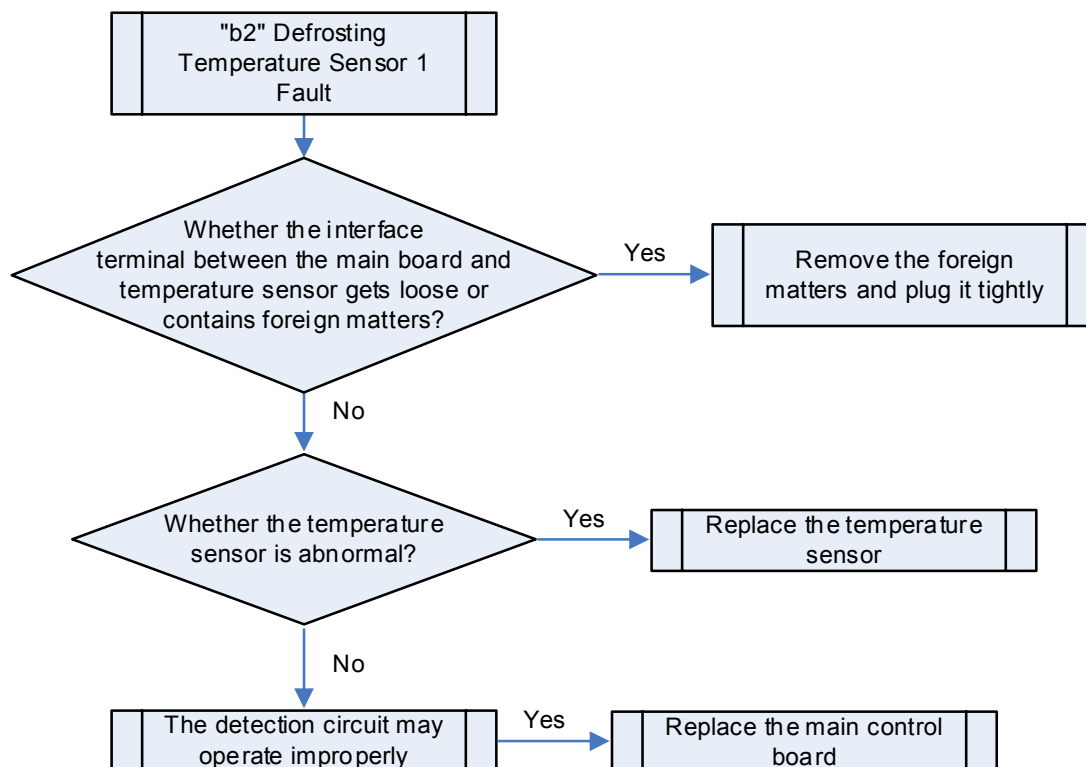 "b2" Defrosting
Temperature Sensor 1
Fault
Whether the interface
terminal between the main board and
temperature sensor gets loose or
contains foreign matters?
Yes
Remove the foreign
matters and plug it tightly
No
Whether the temperature
sensor is abnormal?
Yes
Replace the temperature
sensor
No
The detection circuit may
operate improperly
Yes
Replace the main control
board